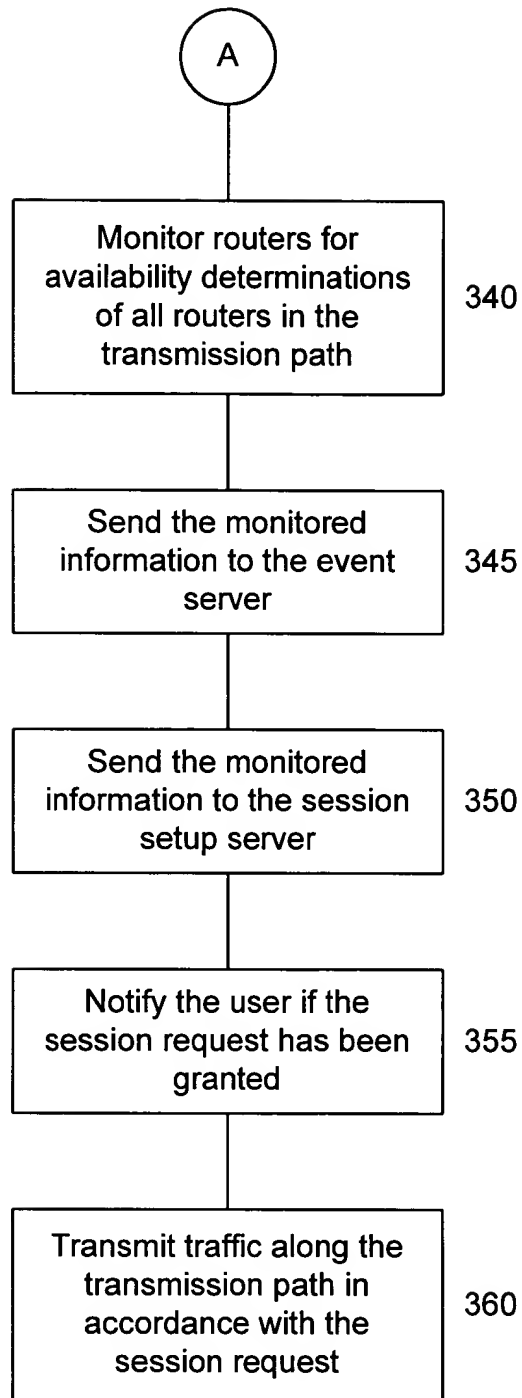 A
Monitor routers for
availability determinations
of all routers in the
transmission path
340
Send the monitored
information to the event
server
345
Send the monitored
information to the session
setup server
350
Notify the user if the
session request has been
granted
355
Transmit traffic along the
transmission path in
accordance with the
session request
360